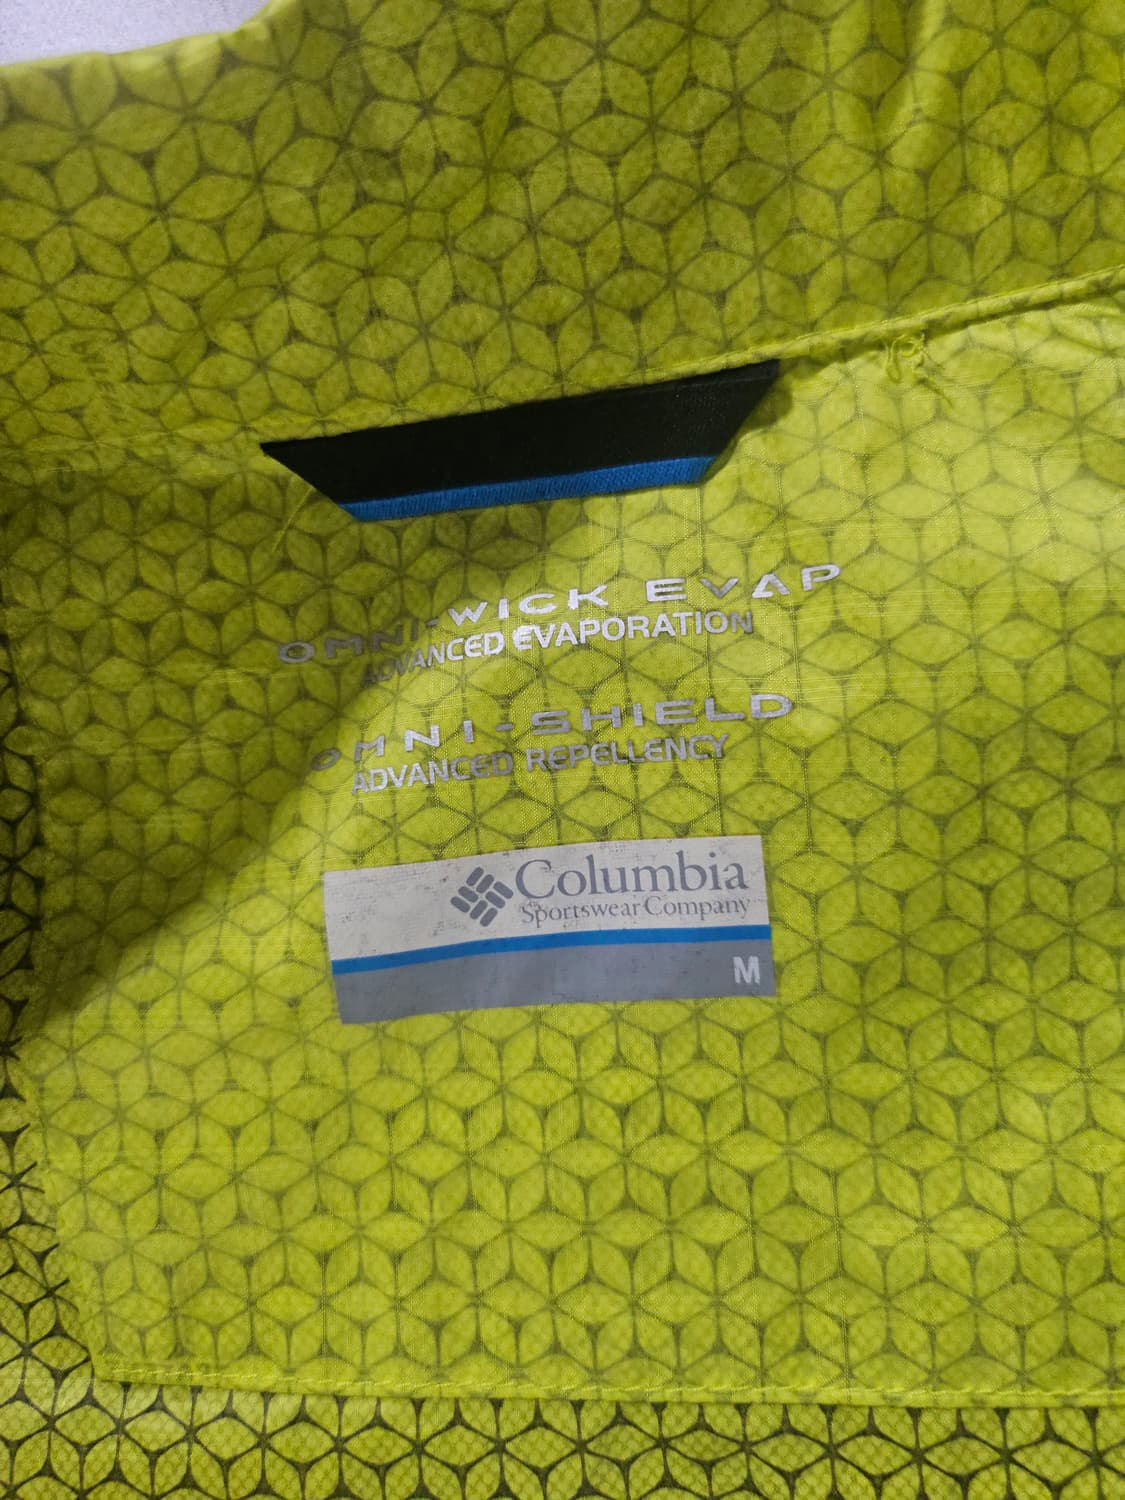 OMNI-WICK EVAP
ADVANCED EVAPORATION
OMNI-SHIELD
ADVANCED REPELLENCY
Columbia
Sportswear Company
M